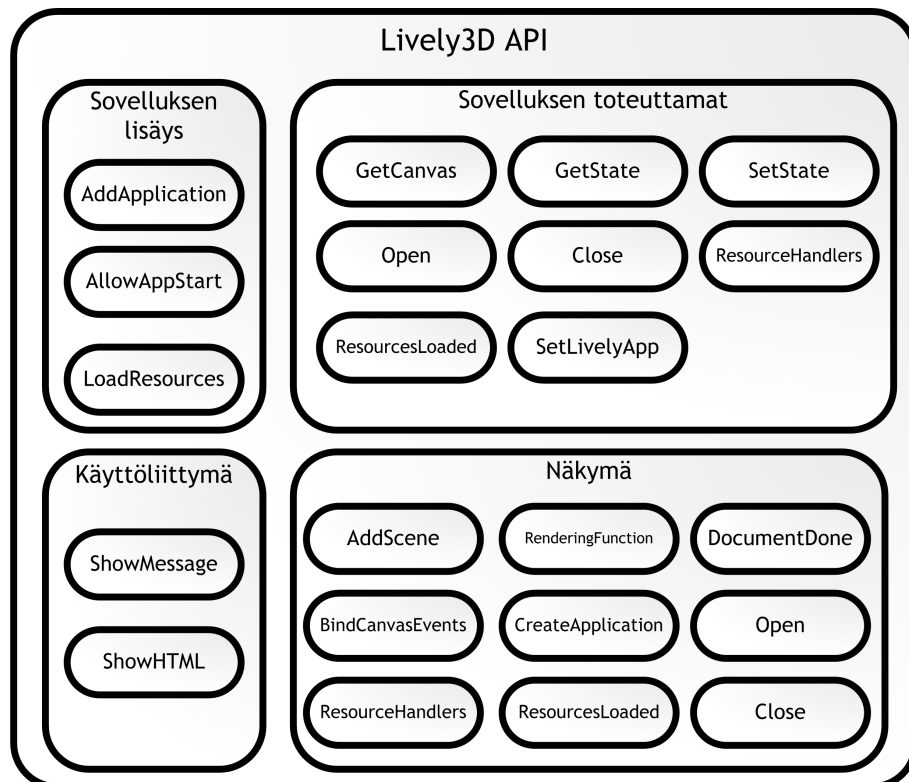 Lively3D API
Sovelluksen
lisäys
AddApplication
AllowAppStart
LoadResources
Sovelluksen toteuttamat
GetCanvas
GetState
SetState
Open
Close
ResourceHandlers
ResourcesLoaded
SetLivelyApp
Käyttöliittymä
ShowMessage
ShowHTML
Näkymä
AddScene
RenderingFunction
DocumentDone
BindCanvasEvents
CreateApplication
Open
ResourceHandlers
ResourcesLoaded
Close